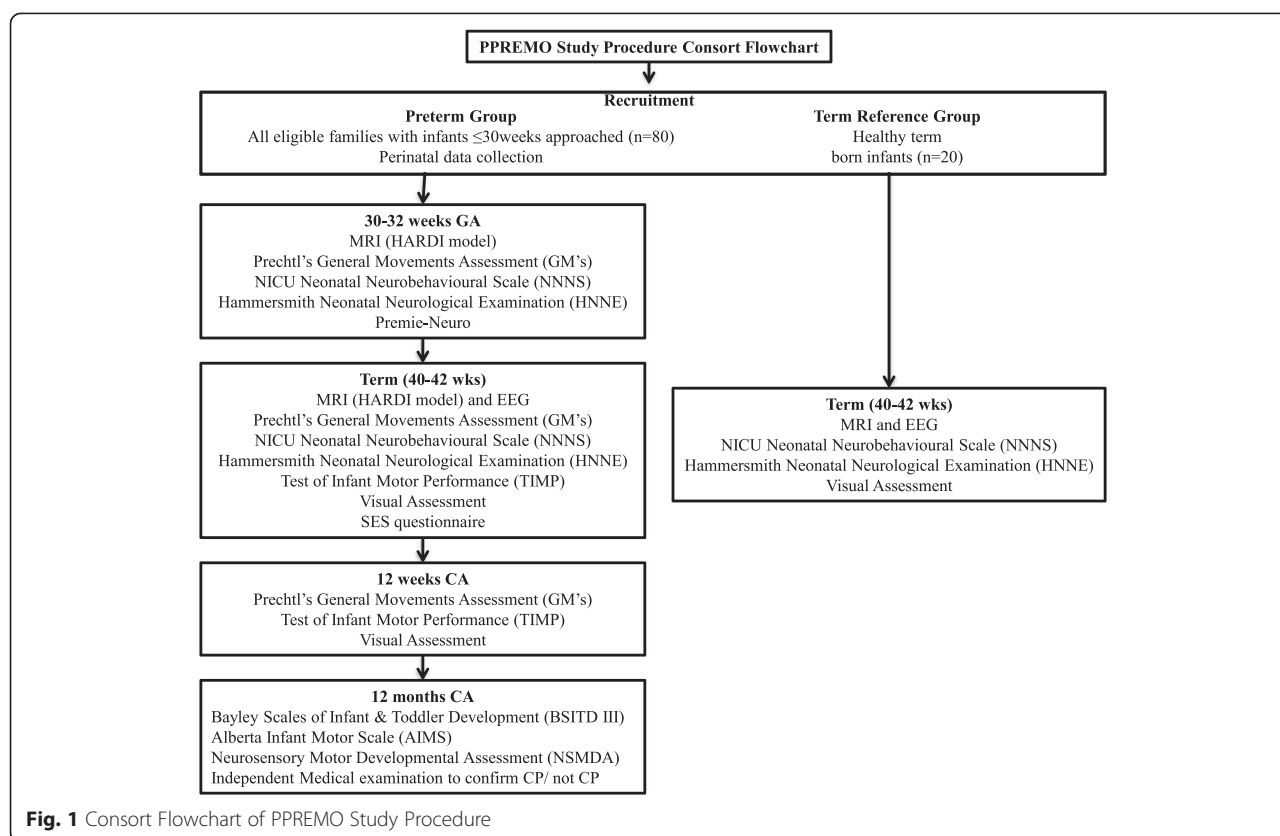 PPREMO Study Procedure Consort Flowchart
Recruitment
Preterm Group
All eligible families with infants ≤30weeks approached (n=80)
Perinatal data collection
Term Reference Group
Healthy term
born infants (n=20)
30-32 weeks GA
MRI (HARDI model)
Prechtl's General Movements Assessment (GM's)
NICU Neonatal Neurobehavioural Scale (NNNS)
Hammersmith Neonatal Neurological Examination (HNNE)
Premie-Neuro
Term (40-42 wks)
MRI (HARDI model) and EEG
Prechtl's General Movements Assessment (GM's)
NICU Neonatal Neurobehavioural Scale (NNNS)
Hammersmith Neonatal Neurological Examination (HNNE)
Test of Infant Motor Performance (TIMP)
Visual Assessment
SES questionnaire
Term (40-42 wks)
MRI and EEG
NICU Neonatal Neurobehavioural Scale (NNNS)
Hammersmith Neonatal Neurological Examination (HNNE)
Visual Assessment
12 weeks CA
Prechtl's General Movements Assessment (GM's)
Test of Infant Motor Performance (TIMP)
Visual Assessment
12 months CA
Bayley Scales of Infant & Toddler Development (BSITD III)
Alberta Infant Motor Scale (AIMS)
Neurosensory Motor Developmental Assessment (NSMDA)
Independent Medical examination to confirm CP/ not CP
Fig. 1 Consort Flowchart of PPREMO Study Procedure